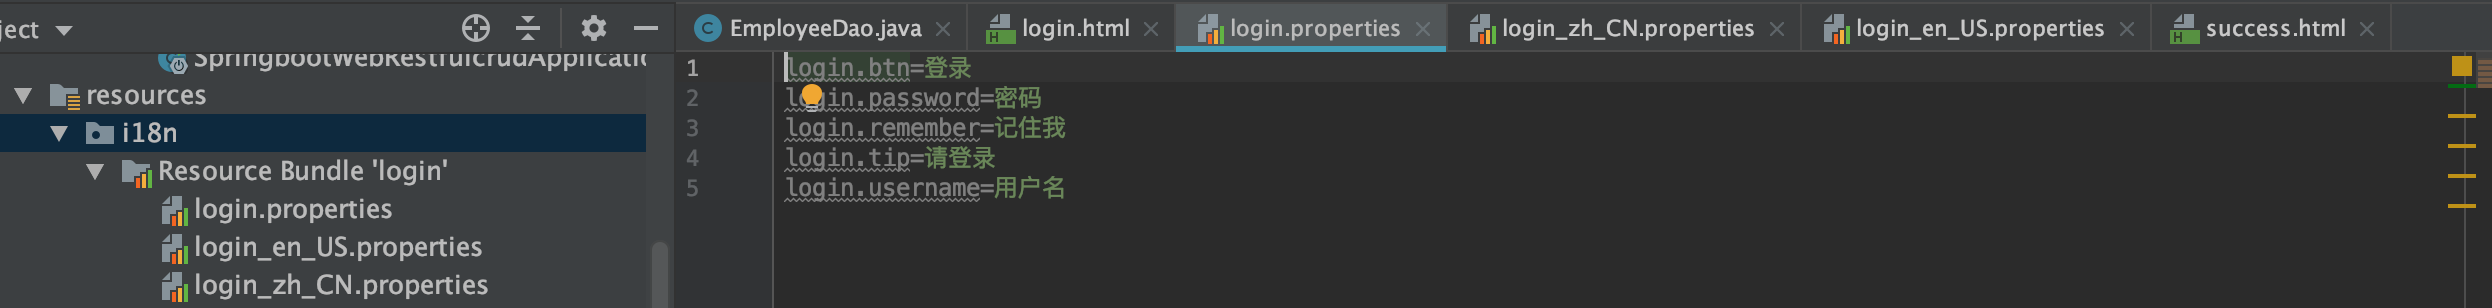 ject
EmployeeDao.java
login.html
login.properties
login_zh_CN.properties
login_en_US.properties
success.html
SpringbootWebRestfulcrudApplicatio
resources
i18n
Resource Bundle 'login'
login.properties
login_en_US.properties
login_zh_CN.properties
1 login.btn=登录
2 login.password=密码
3 login.remember=记住我
4 login.tip=请登录
5 login.username=用户名